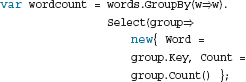 var wordcount = words.GroupBy(w⇒w).
Select(group⇒
new{ Word =
group.Key, Count =
group.Count() };